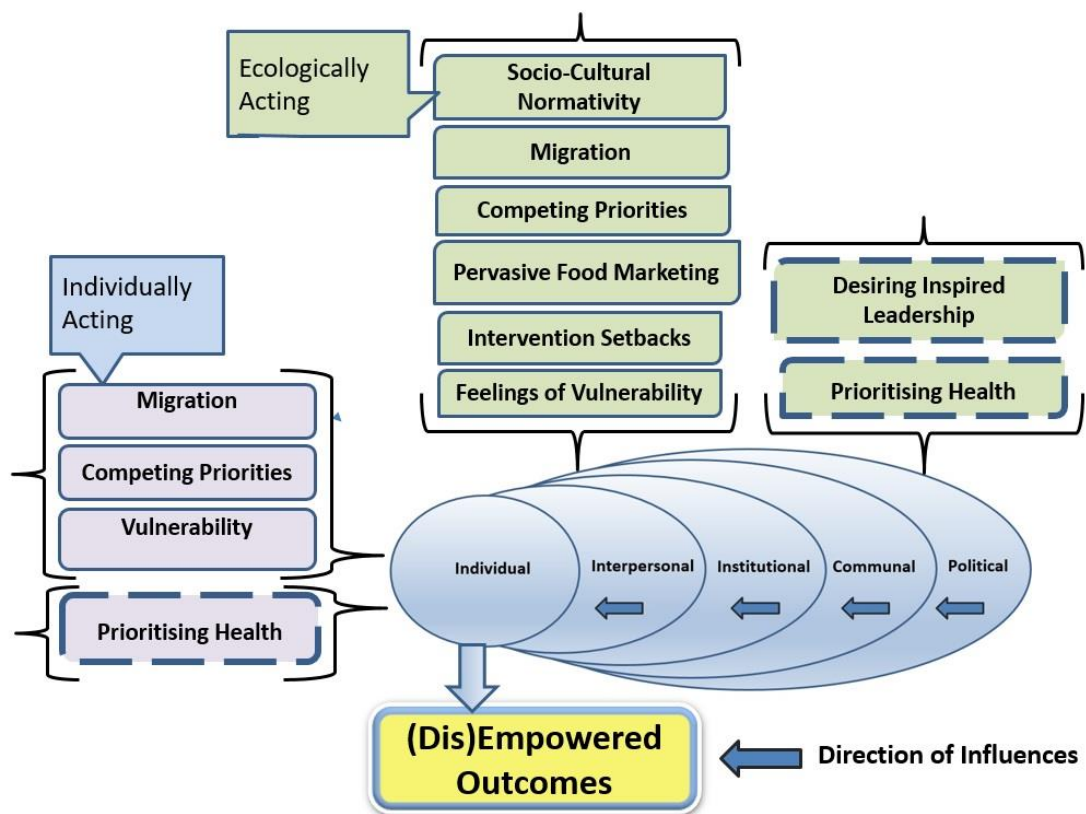 Ecologically
Acting
Socio-Cultural
Normativity
Migration
Competing Priorities
Pervasive Food Marketing
Intervention Setbacks
Feelings of Vulnerability
Desiring Inspired
Leadership
Prioritising Health
Individually
Acting
Migration
Competing Priorities
Vulnerability
Prioritising Health
Individual
Interpersonal
Institutional
Communal
Political
(Dis)Empowered
Outcomes
Direction of Influences